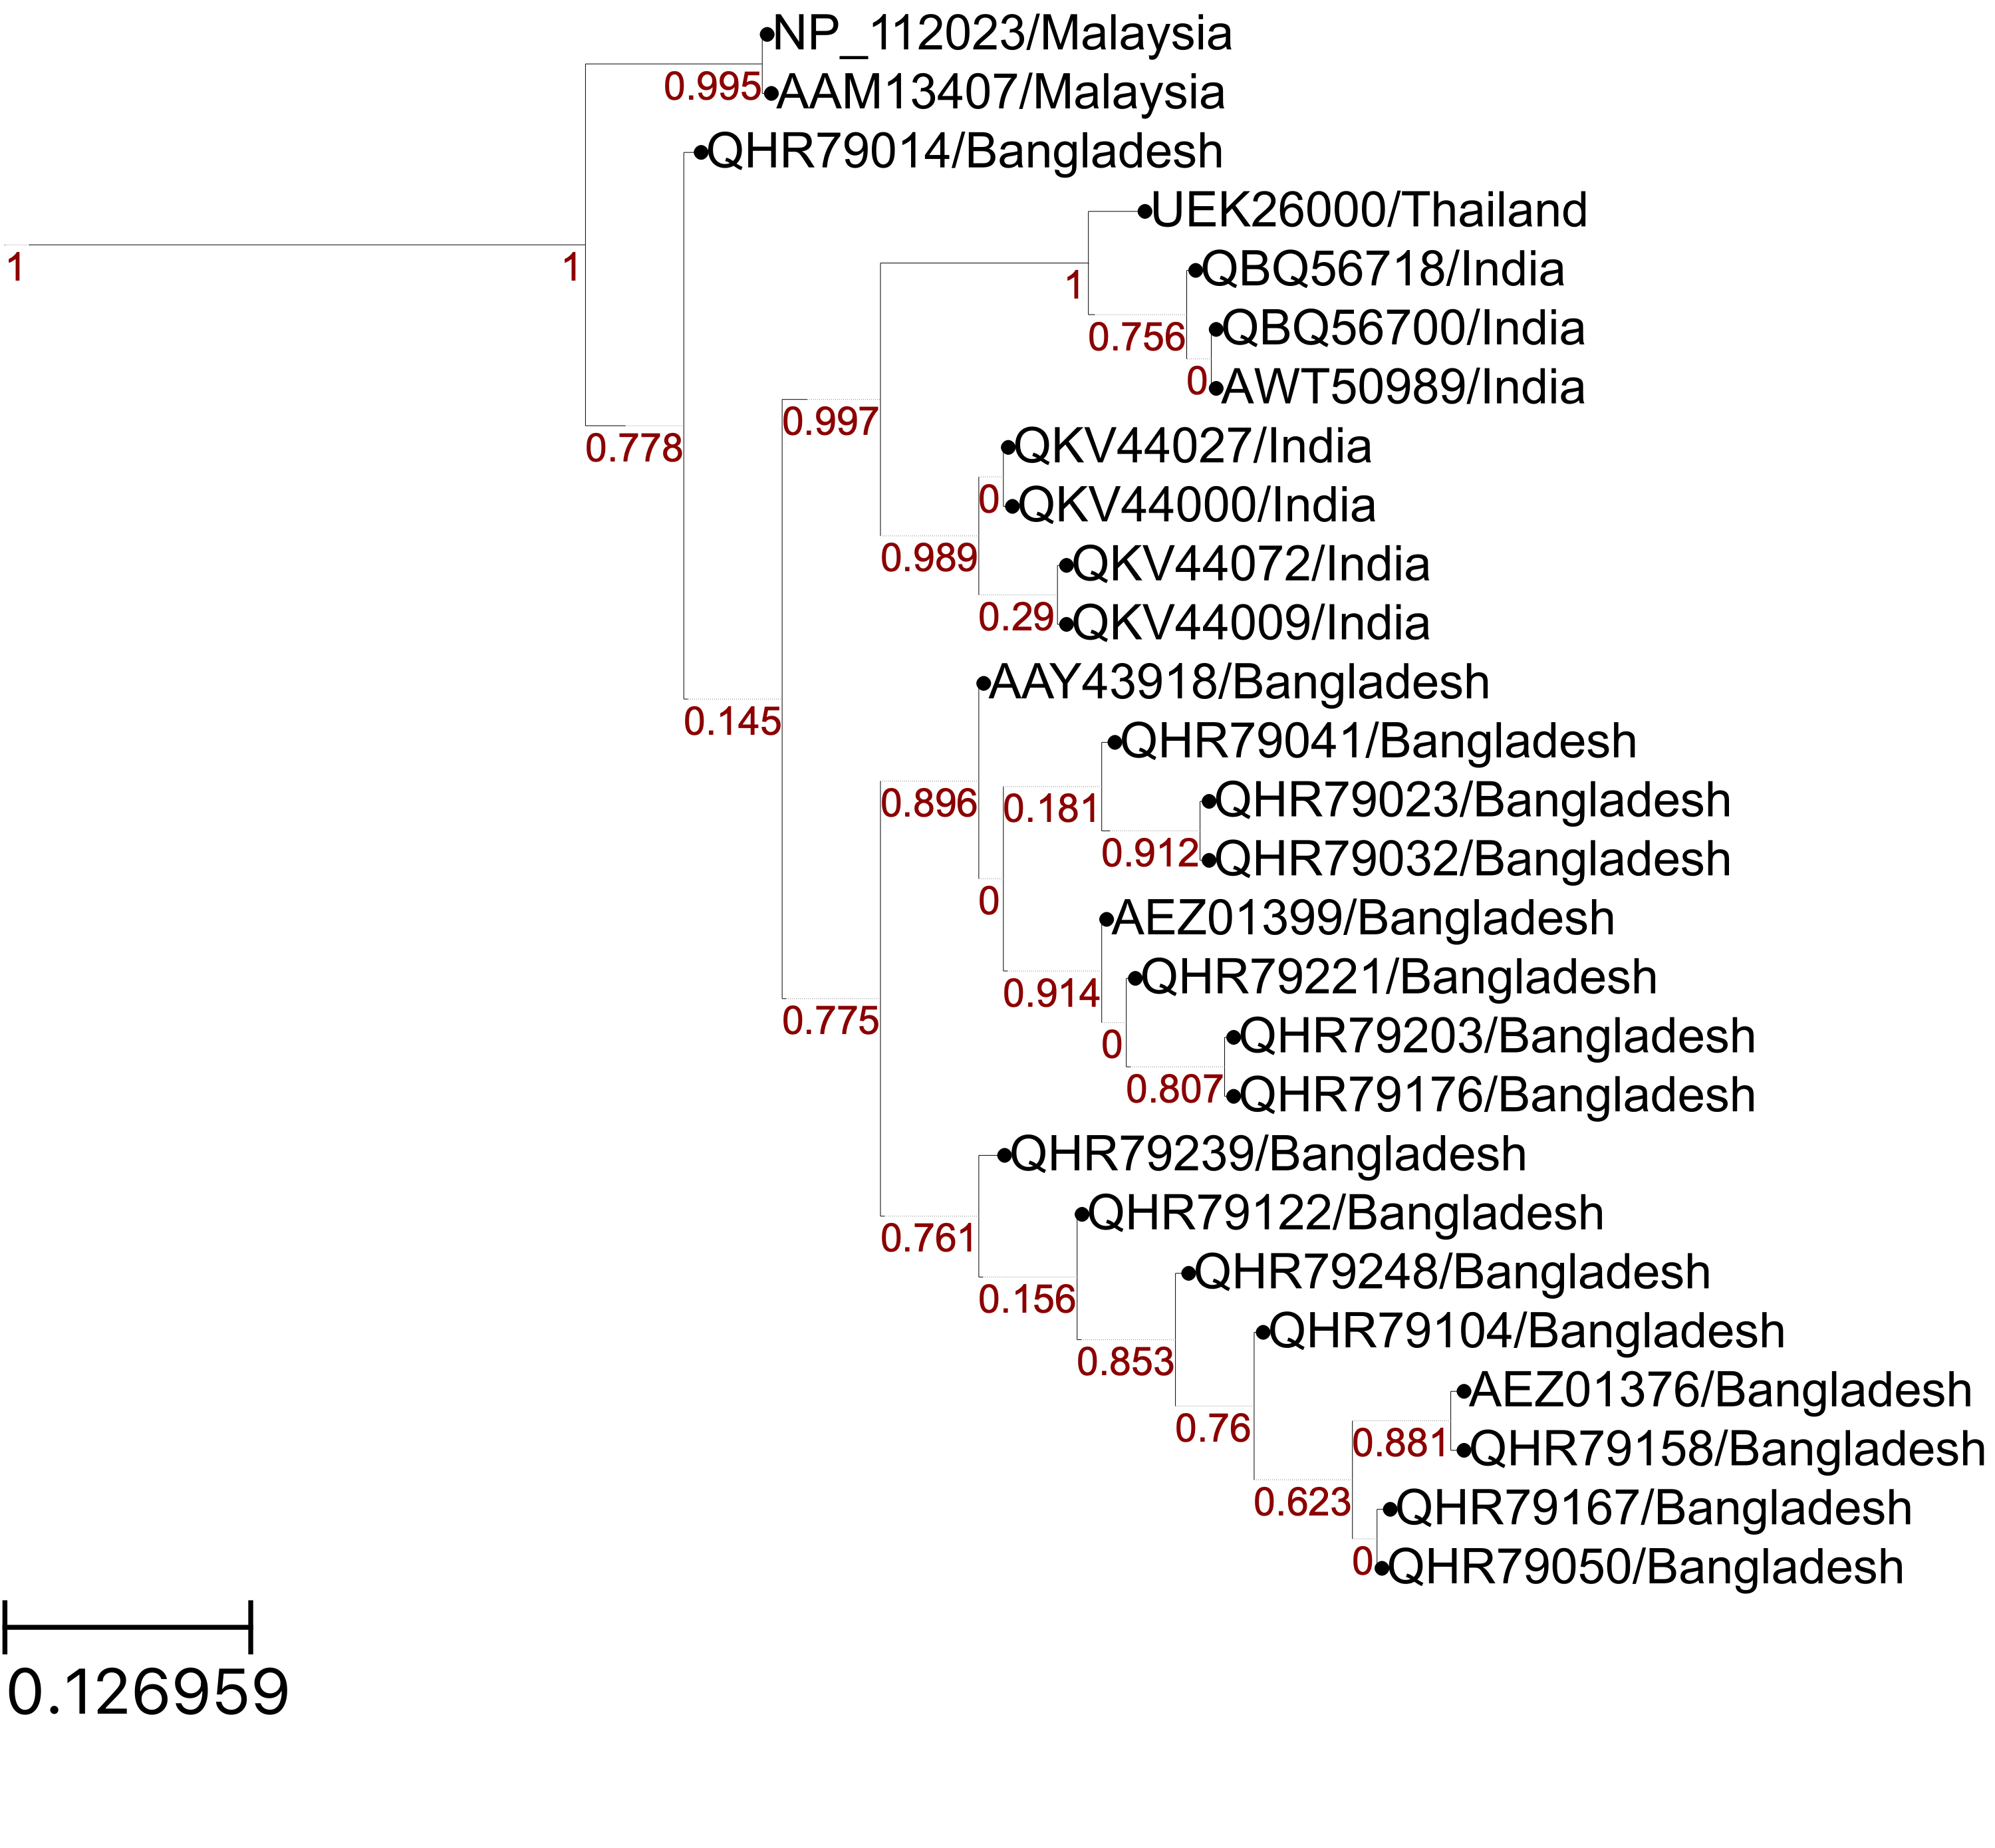 NP_112023/Malaysia
0.995
AAM13407/Malaysia
QHR79014/Bangladesh
UEK26000/Thailand
1
1
QBQ56718/India
1
0.756
QBQ56700/India
0
AWT50989/India
0.997
0.778
QKV44027/India
0
QKV44000/India
0.989
QKV44072/India
0.29
QKV44009/India
AAY43918/Bangladesh
0.145
QHR79041/Bangladesh
0.896
0.181
QHR79023/Bangladesh
0.912
QHR79032/Bangladesh
0
AEZ01399/Bangladesh
0.914
QHR79221/Bangladesh
0.775
0
QHR79203/Bangladesh
0.807
QHR79176/Bangladesh
QHR79239/Bangladesh
0.761
QHR79122/Bangladesh
0.156
QHR79248/Bangladesh
0.853
QHR79104/Bangladesh
0.76
AEZ01376/Bangladesh
0.881
QHR79158/Bangladesh
0.623
QHR79167/Bangladesh
0
QHR79050/Bangladesh
0.126959